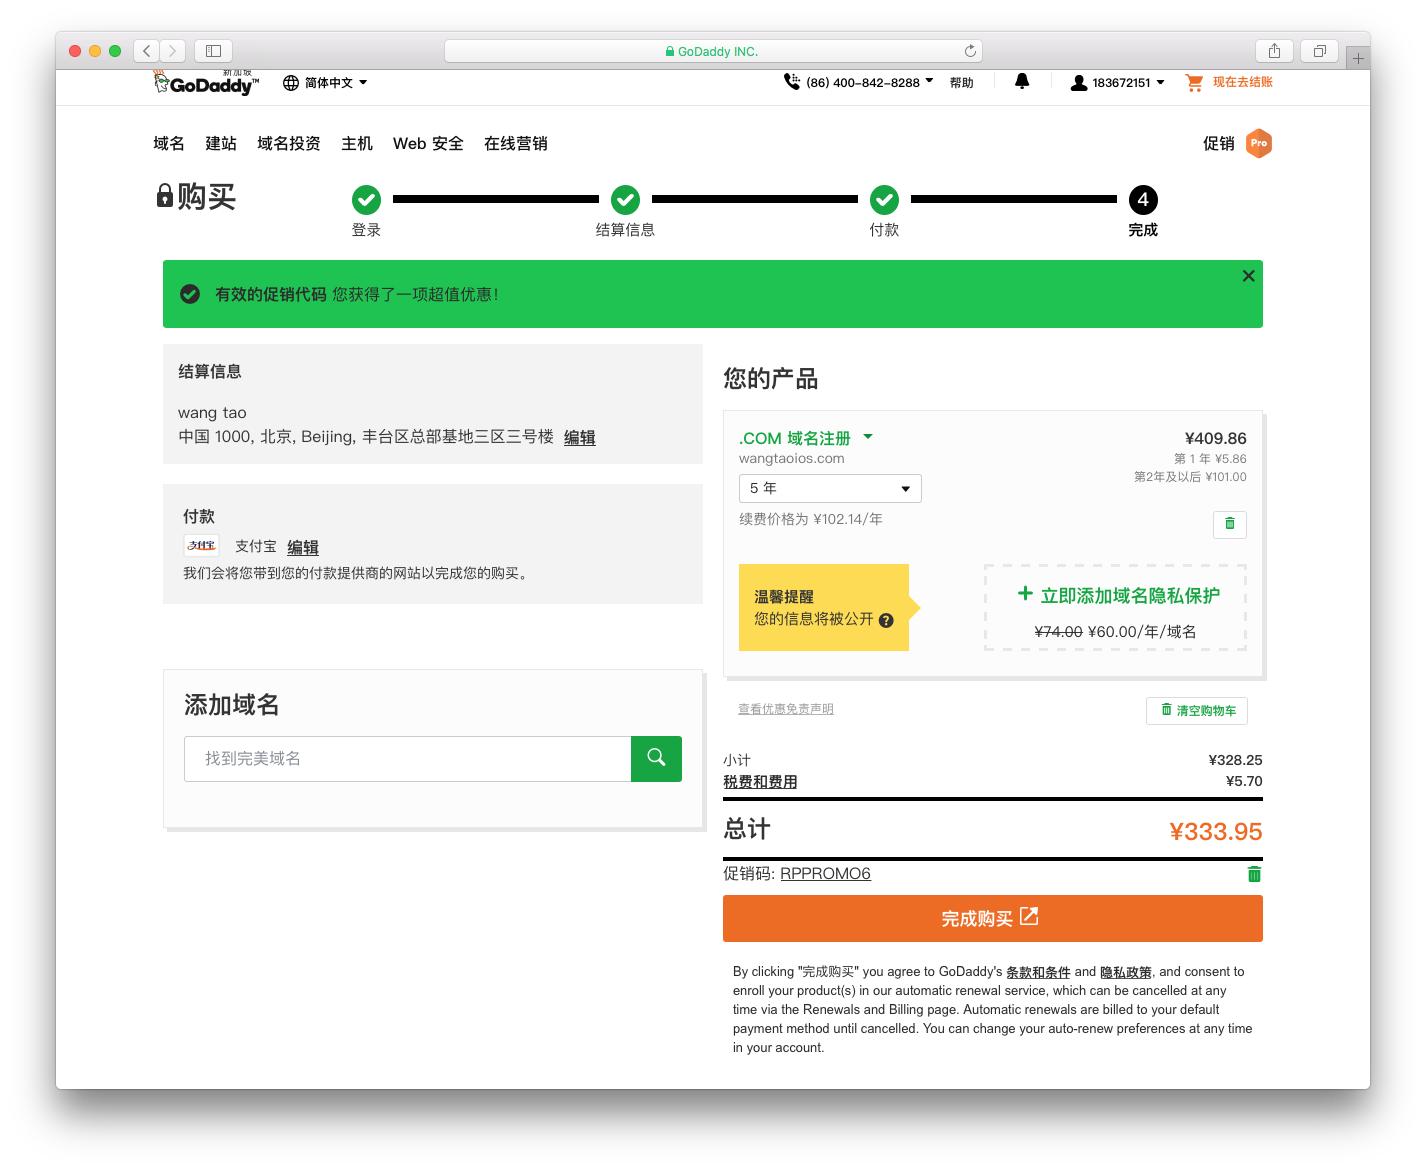 GoDaddy INC.
新加坡
GoDaddy™
简体中文
(86) 400-842-8288
帮助
183672151
现在去结账
域名 建站 域名投资 主机 Web 安全 在线营销
促销 Pro
购买
登录
结算信息
付款
4
完成
有效的促销代码 您获得了一项超值优惠!
结算信息
wang tao
中国 1000, 北京, Beijing, 丰台区总部基地三区三号楼 编辑
付款
支付宝 支付宝 编辑
我们会将您带到您的付款提供商的网站以完成您的购买。
添加域名
找到完美域名
您的产品
.COM 域名注册 ¥409.86
wangtaoios.com 第 1 年 ¥5.86
第2年及以后 ¥101.00
5 年
续费价格为 ¥102.14/年
温馨提醒
您的信息将被公开 ?
+ 立即添加域名隐私保护
¥74.00 ¥60.00/年/域名
查看优惠免责声明
清空购物车
小计 ¥328.25
税费和费用 ¥5.70
总计 ¥333.95
促销码: RPPROMO6
完成购买
By clicking "完成购买" you agree to GoDaddy's 条款和条件 and 隐私政策, and consent to
enroll your product(s) in our automatic renewal service, which can be cancelled at any
time via the Renewals and Billing page. Automatic renewals are billed to your default
payment method until cancelled. You can change your auto-renew preferences at any time
in your account.